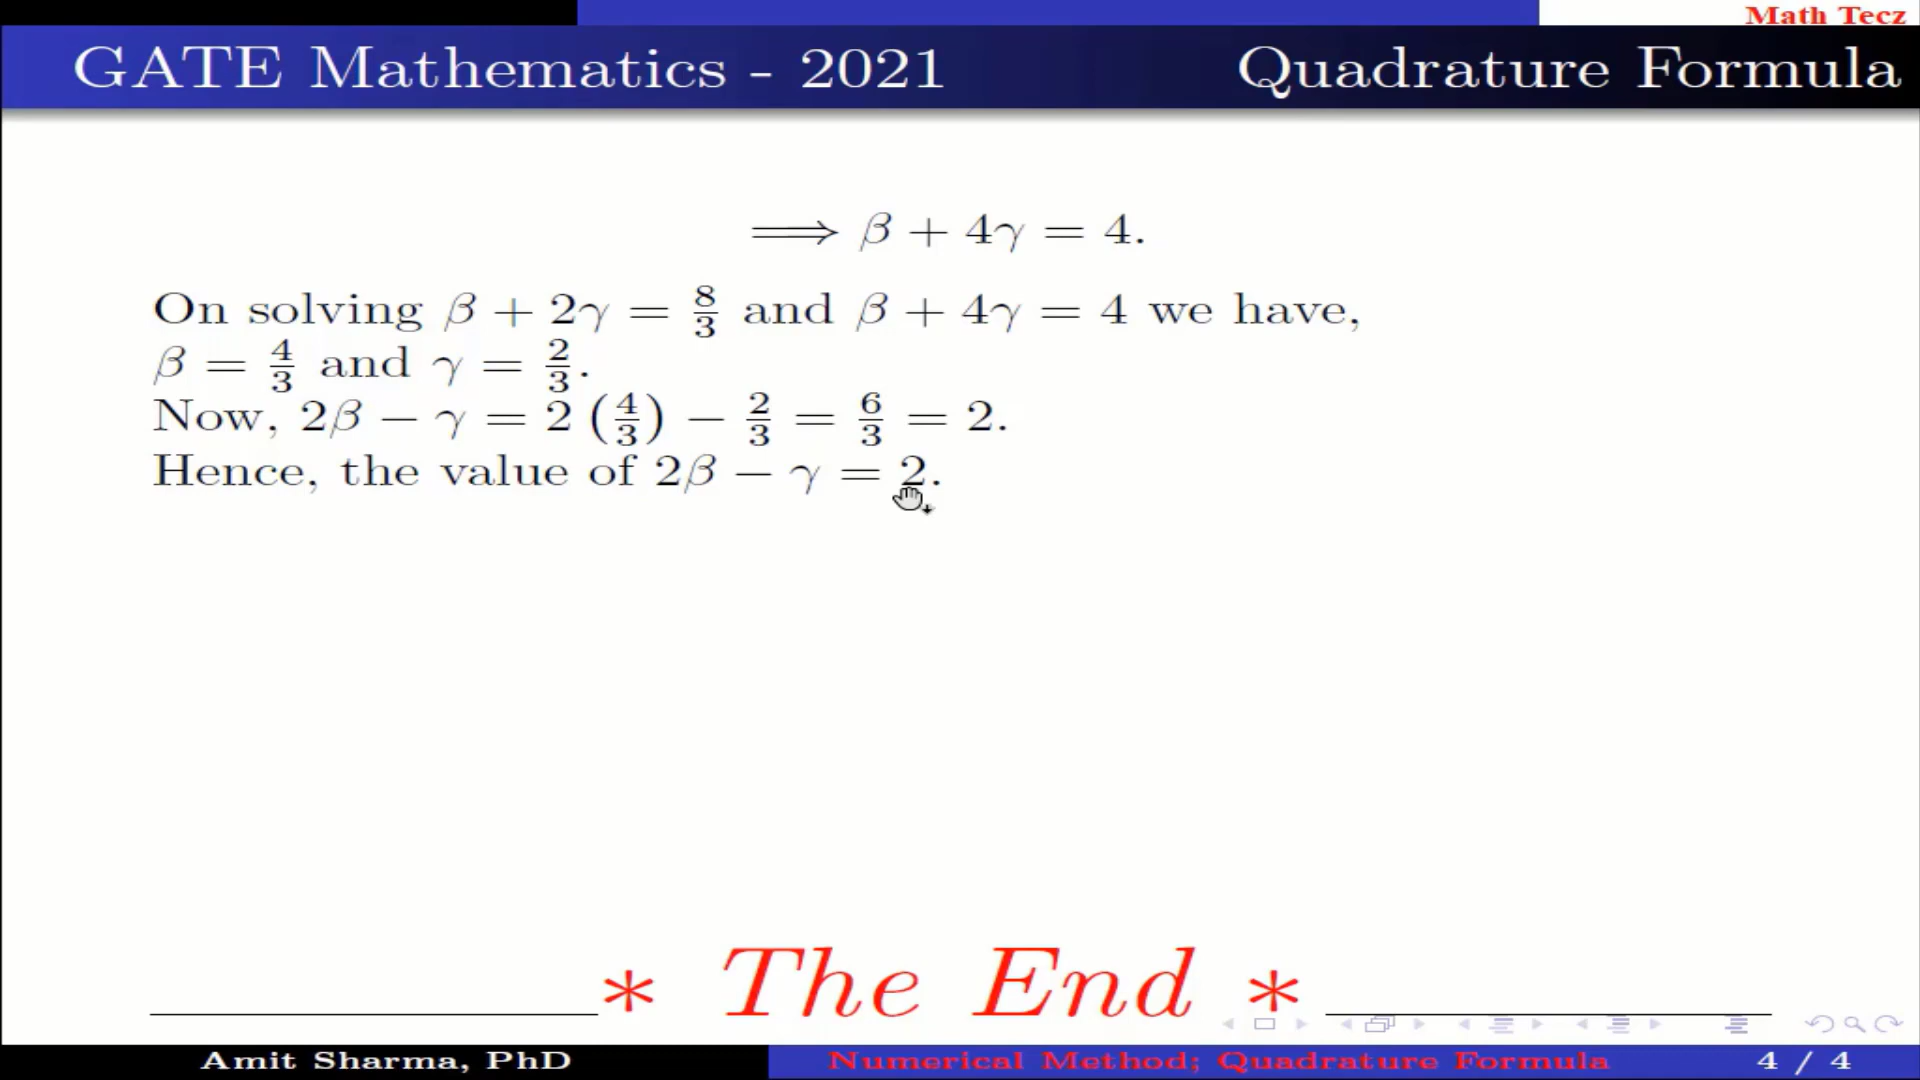 Math Tecz
GATE Mathematics - 2021 Quadrature Formula
⟹ β + 4γ = 4.
On solving β + 2γ = 8/3 and β + 4γ = 4 we have,
β = 4/3 and γ = 2/3.
Now, 2β − γ = 2 (4/3) − 2/3 = 6/3 = 2.
Hence, the value of 2β − γ = 2.
* The End *
Amit Sharma, PhD Numerical Method; Quadrature Formula 4 / 4